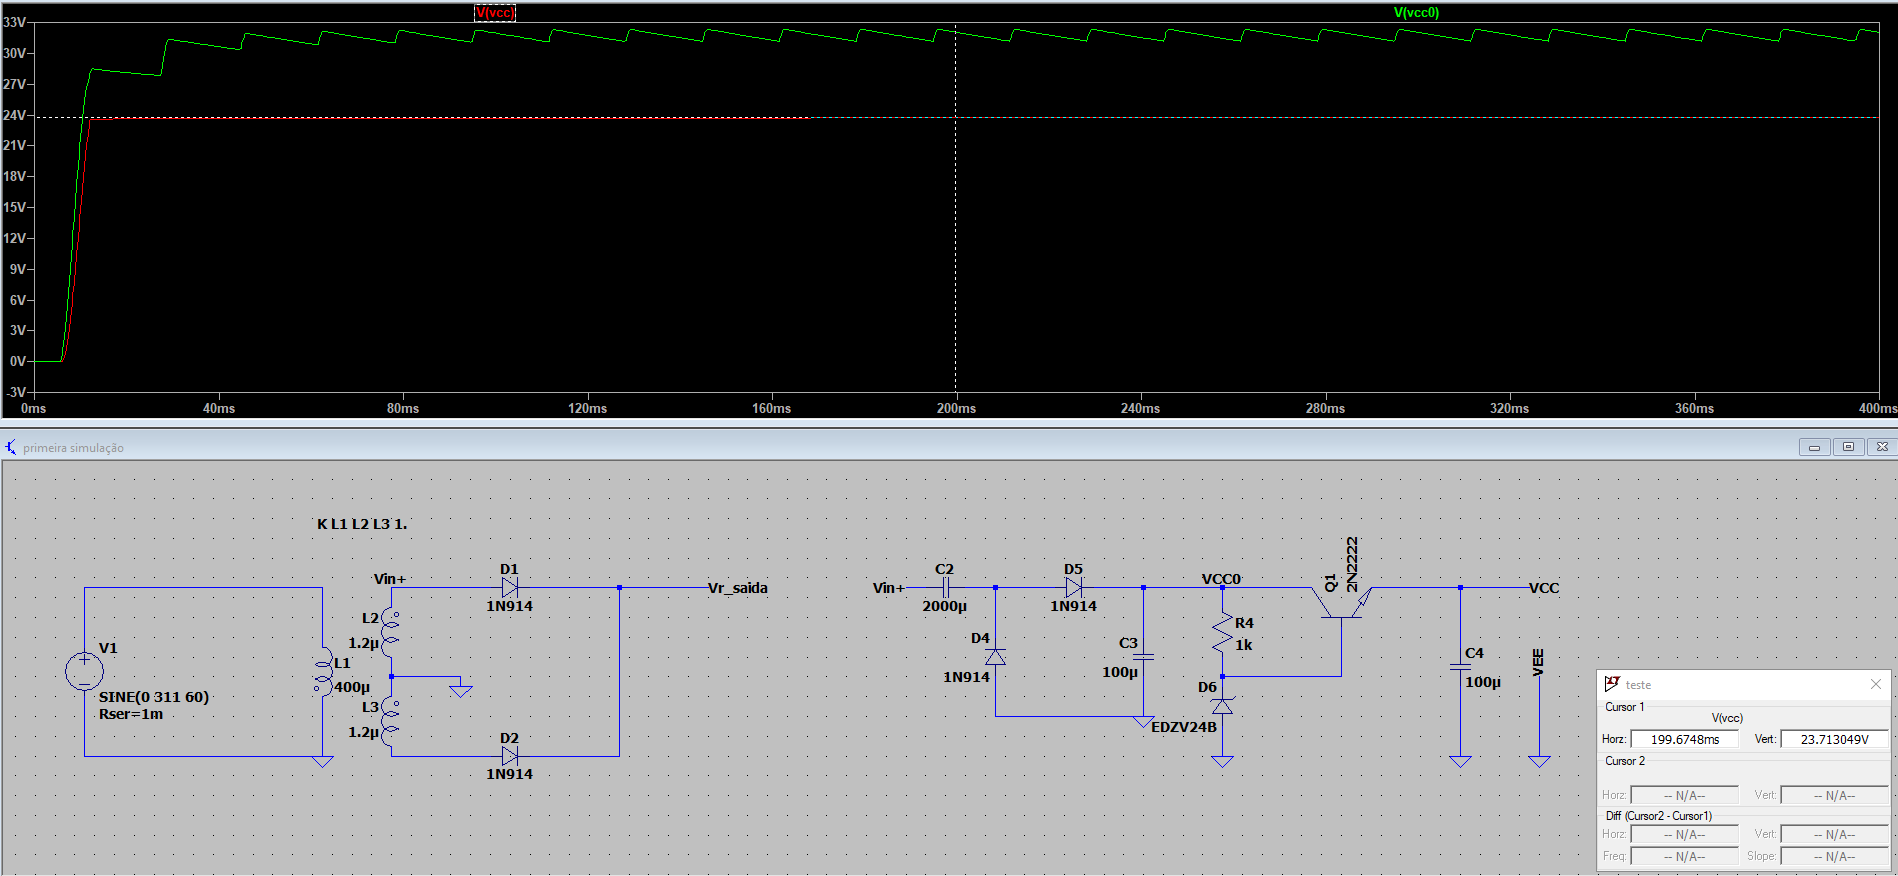 V(vcc) V(vcc0)
33V
30V
27V
24V
21V
18V
15V
12V
9V
6V
3V
0V
-3V
0ms 40ms 80ms 120ms 160ms 200ms 240ms 280ms 320ms 360ms 400ms
primeira simulação
K L1 L2 L3 1.
V1
SINE(0 311 60)
Rser=1m
L1
400µ
Vin+
L2
1.2µ
L3
1.2µ
D1
1N914
D2
1N914
Vr_saida
Vin+
C2
2000µ
D4
1N914
D5
1N914
C3
100µ
VCC0
R4
1k
D6
EDZV24B
Q1
2N2222
VCC
C4
100µ
VEE
teste
Cursor 1
V(vcc)
Horz: 199.6748ms Vert: 23.713049V
Cursor 2
Horz: -- N/A-- Vert: -- N/A--
Diff (Cursor2 - Cursor1)
Horz: -- N/A-- Vert: -- N/A--
Freq: -- N/A-- Slope: -- N/A--